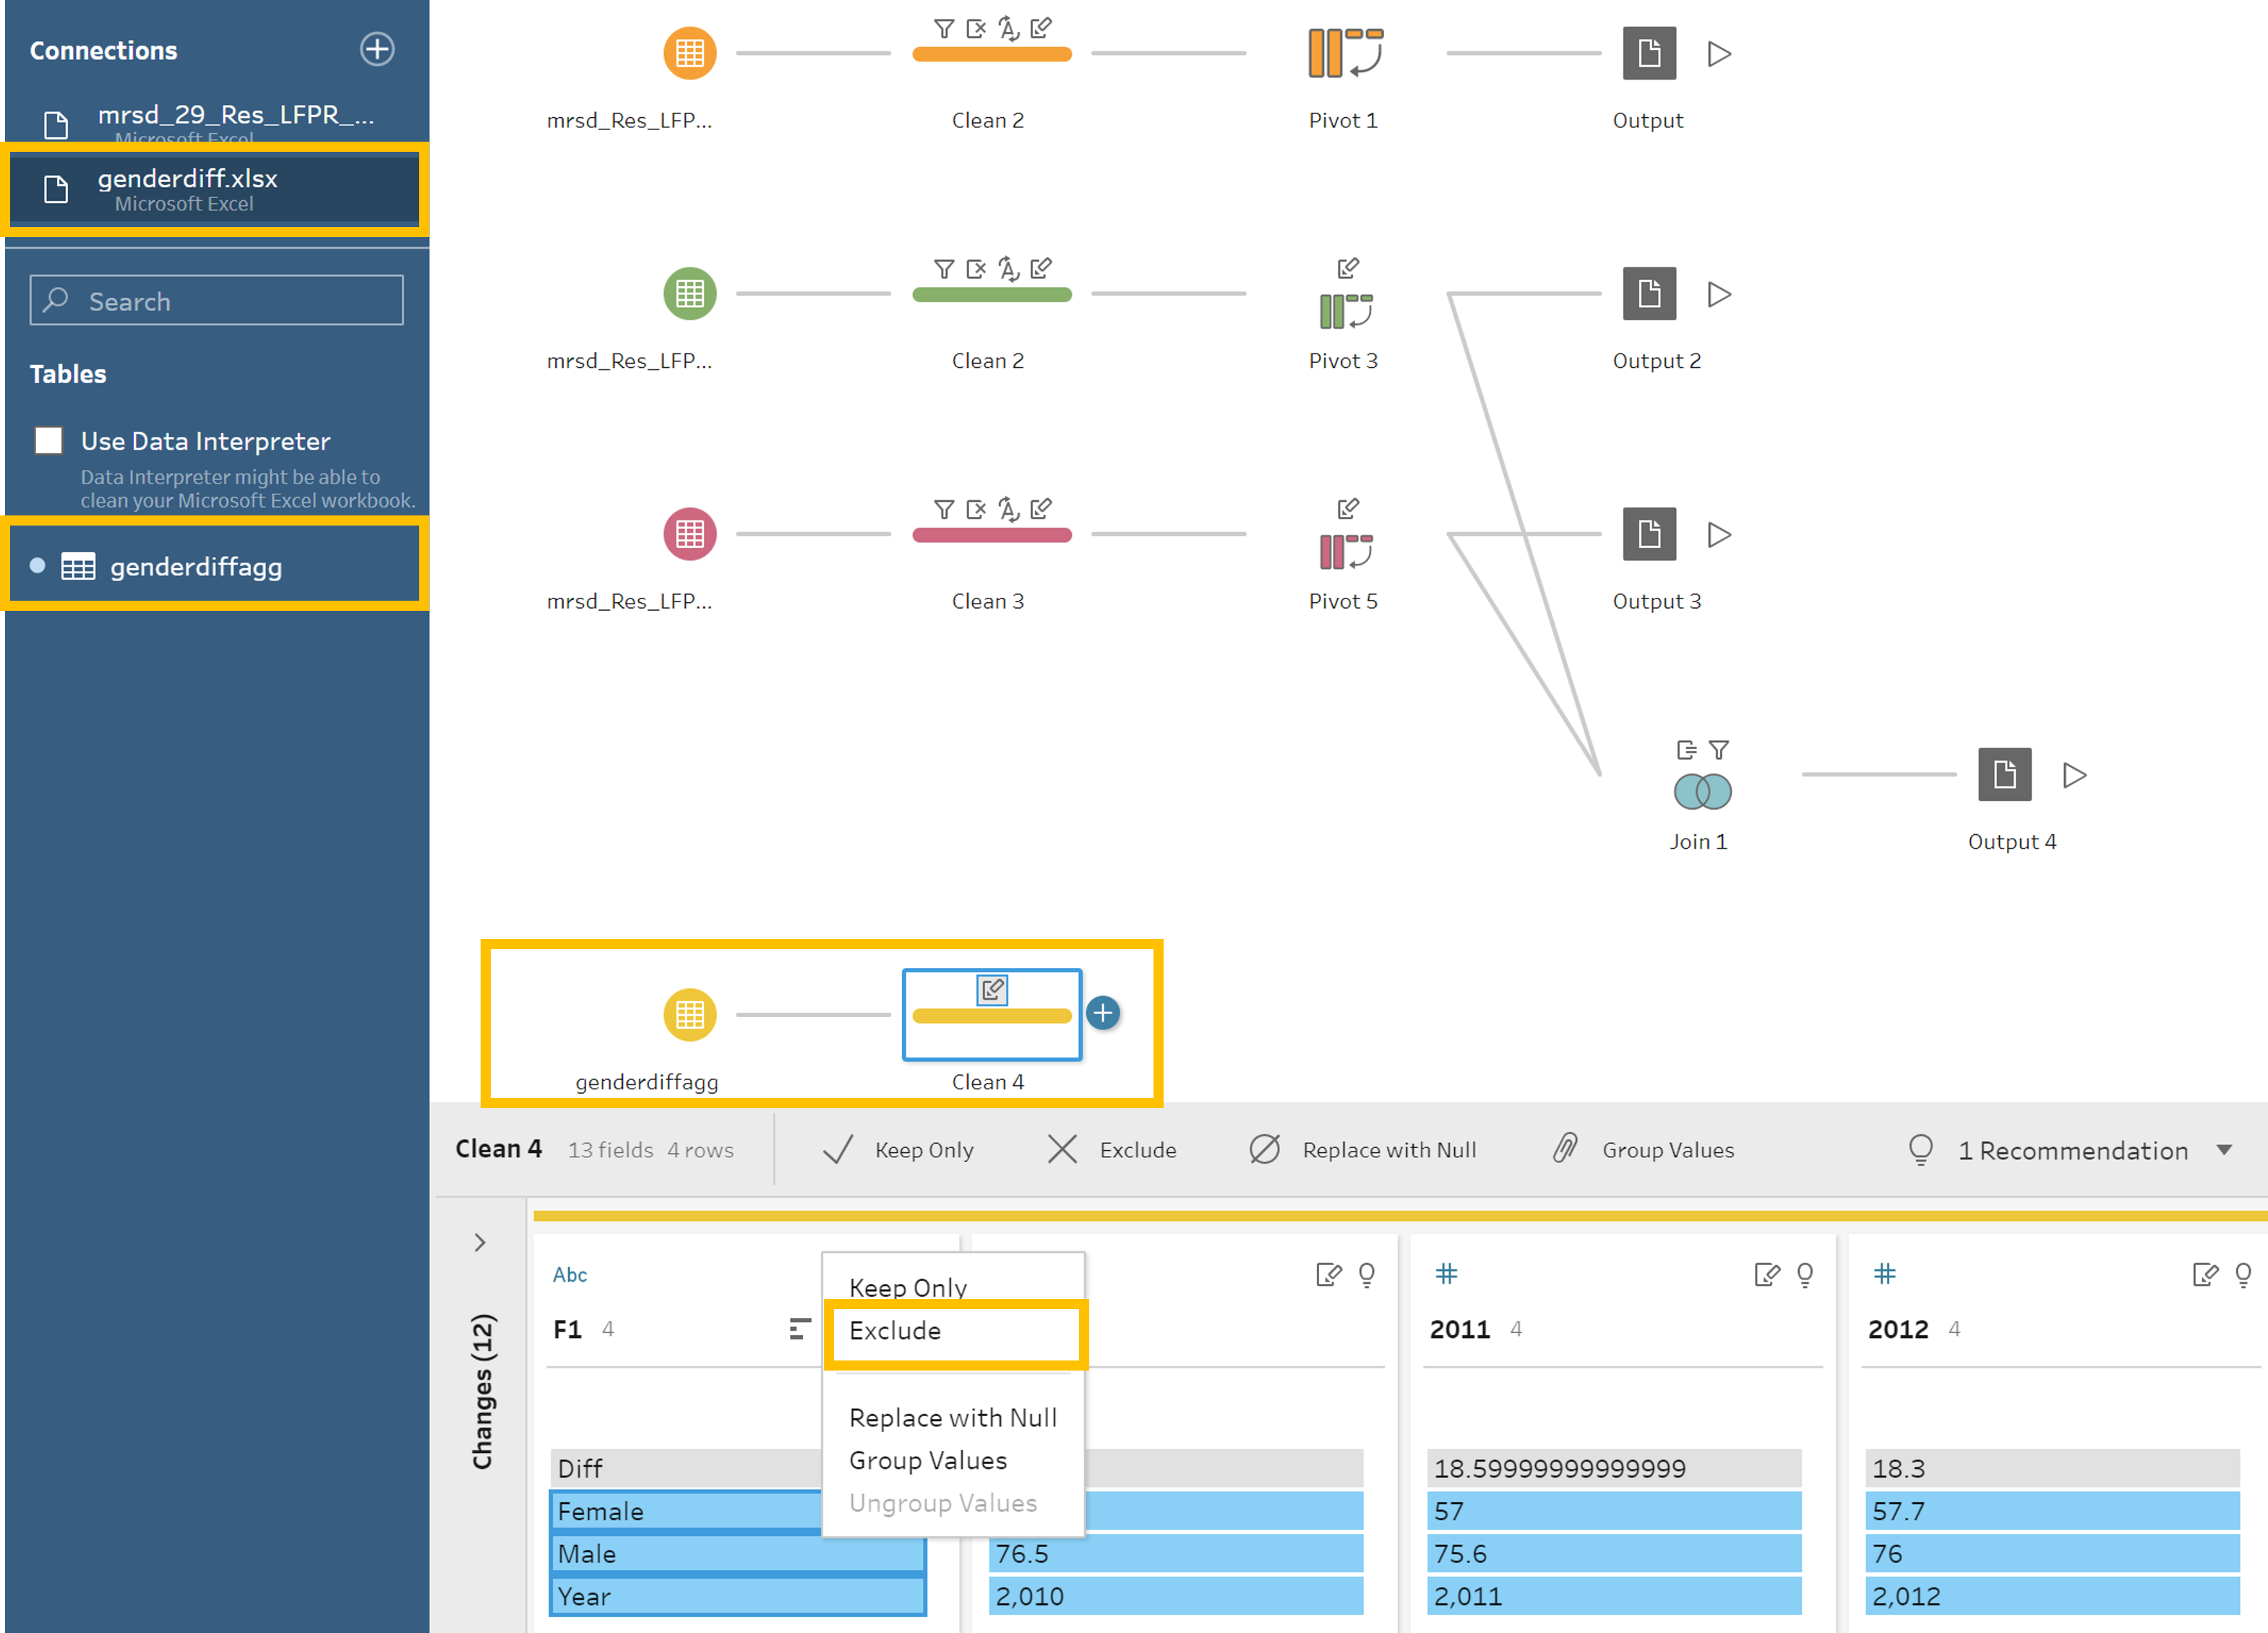 Connections
mrsd_29_Res_LFPR_...
Microsoft Excel
genderdiff.xlsx
Microsoft Excel
Search
Tables
Use Data Interpreter
Data Interpreter might be able to
clean your Microsoft Excel workbook.
genderdiffagg
mrsd_Res_LFP... Clean 2 Pivot 1 Output
mrsd_Res_LFP... Clean 2 Pivot 3 Output 2
mrsd_Res_LFP... Clean 3 Pivot 5 Output 3
Join 1 Output 4
genderdiffagg Clean 4
Clean 4 13 fields 4 rows Keep Only Exclude Replace with Null Group Values 1 Recommendation
Changes (12)
Abc # #
F1 4 2011 4 2012 4
Keep Only
Exclude
Replace with Null
Group Values
Ungroup Values
Diff 18.59999999999999 18.3
Female 57 57.7
Male 76.5 75.6 76
Year 2,010 2,011 2,012